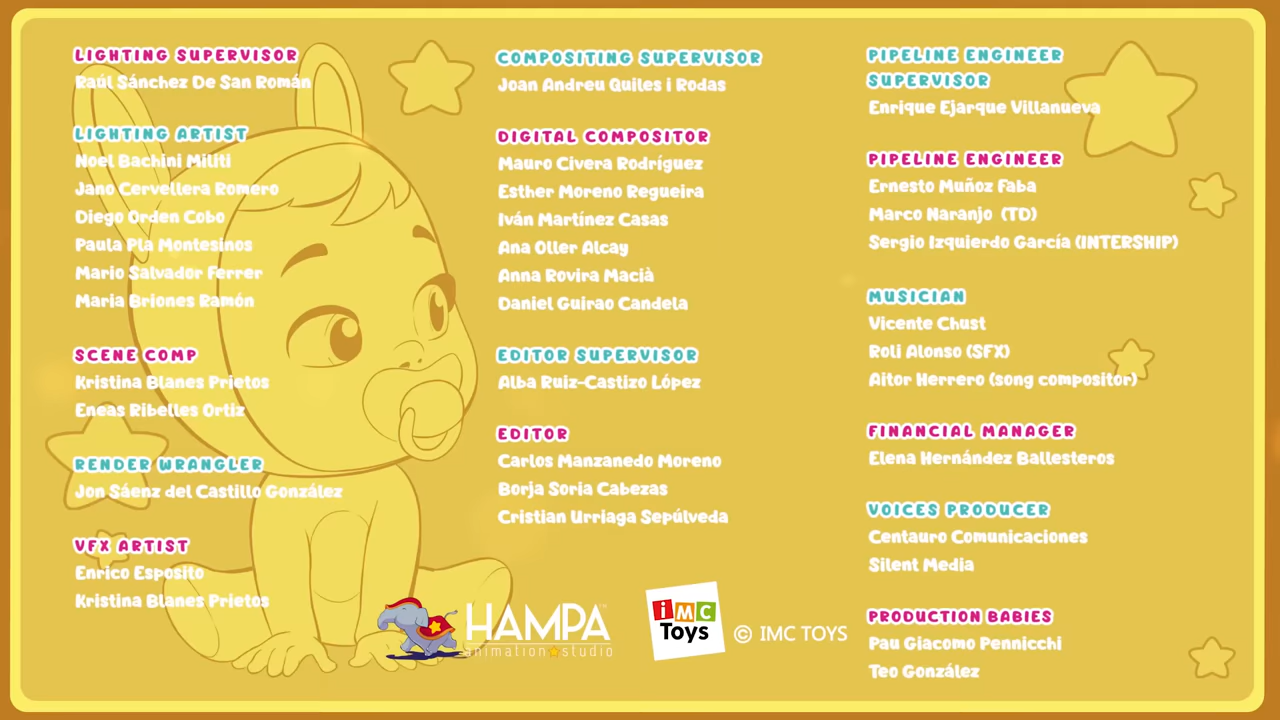 LIGHTING SUPERVISOR
Raúl Sánchez De San Román
LIGHTING ARTIST
Noel Bachini Militi
Jano Cervellera Romero
Diego Orden Cobo
Paula Pla Montesinos
Mario Salvador Ferrer
Maria Briones Ramón
SCENE COMP
Kristina Blanes Prietos
Eneas Ribelles Ortiz
RENDER WRANGLER
Jon Sáenz del Castillo González
VFX ARTIST
Enrico Esposito
Kristina Blanes Prietos
COMPOSITING SUPERVISOR
Joan Andreu Quiles i Rodas
DIGITAL COMPOSITOR
Mauro Civera Rodríguez
Esther Moreno Regueira
Iván Martínez Casas
Ana Oller Alcay
Anna Rovira Macià
Daniel Guirao Candela
EDITOR SUPERVISOR
Alba Ruiz-Castizo López
EDITOR
Carlos Manzanedo Moreno
Borja Soria Cabezas
Cristian Urriaga Sepúlveda
PIPELINE ENGINEER
SUPERVISOR
Enrique Ejarque Villanueva
PIPELINE ENGINEER
Ernesto Muñoz Faba
Marco Naranjo (TD)
Sergio Izquierdo García (INTERSHIP)
MUSICIAN
Vicente Chust
Roli Alonso (SFX)
Aitor Herrero (song compositor)
FINANCIAL MANAGER
Elena Hernández Ballesteros
VOICES PRODUCER
Centauro Comunicaciones
Silent Media
PRODUCTION BABIES
Pau Giacomo Pennicchi
Teo González
HAMPA™
animation studio
iMC
Toys
© IMC TOYS